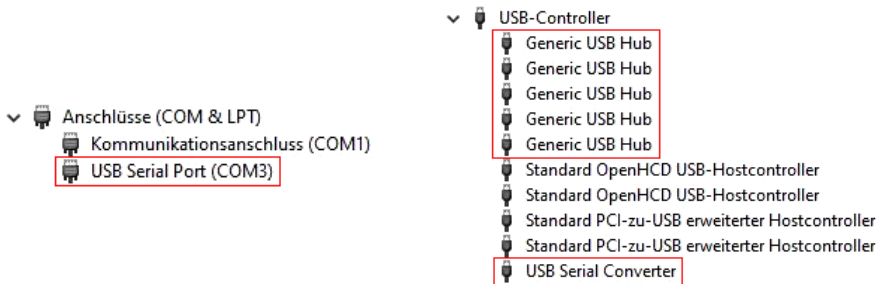 Anschlüsse (COM & LPT)
Kommunikationsanschluss (COM1)
USB Serial Port (COM3)
USB-Controller
Generic USB Hub
Generic USB Hub
Generic USB Hub
Generic USB Hub
Generic USB Hub
Standard OpenHCD USB-Hostcontroller
Standard OpenHCD USB-Hostcontroller
Standard PCI-zu-USB erweiterter Hostcontroller
Standard PCI-zu-USB erweiterter Hostcontroller
USB Serial Converter